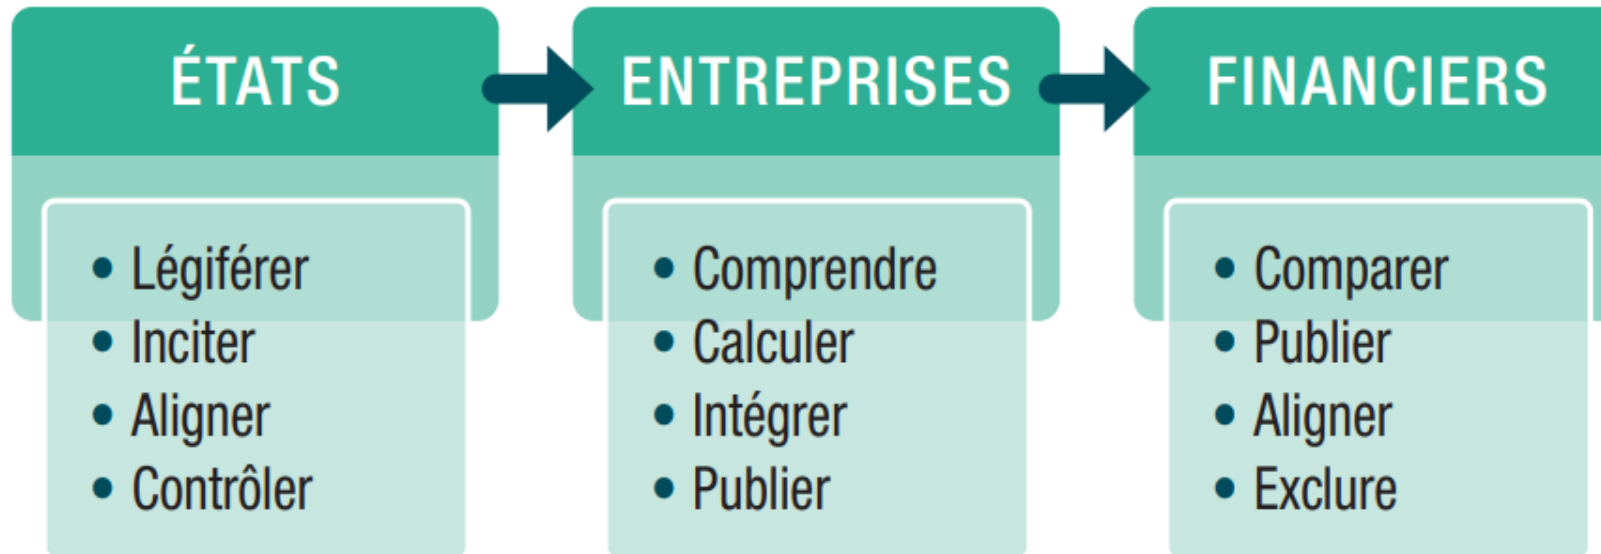 ÉTATS
• Légiférer
• Inciter
• Aligner
• Contrôler
ENTREPRISES
• Comprendre
• Calculer
• Intégrer
• Publier
FINANCIERS
• Comparer
• Publier
• Aligner
• Exclure